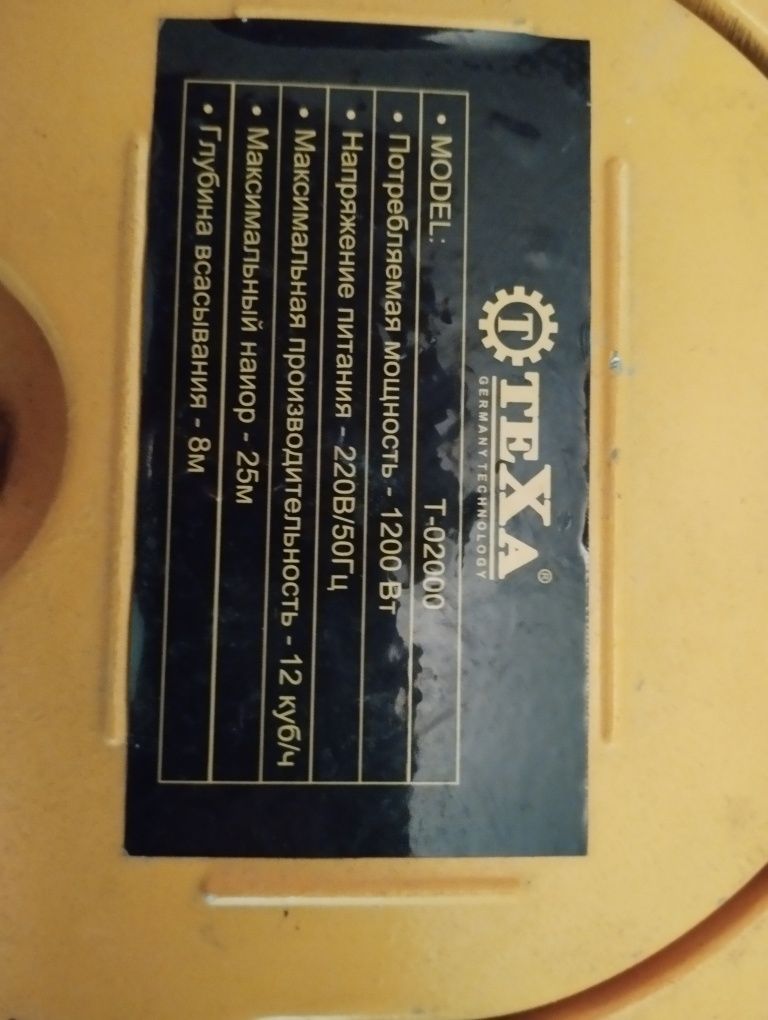 T TEXA ®
GERMANY TECHNOLOGY
• MODEL: T-02000
• Потребляемая мощность - 1200 Вт
• Напряжение питания - 220В/50Гц
• Максимальная производительность - 12 куб/ч
• Максимальный наиор - 25м
• Глубина всасывания - 8м